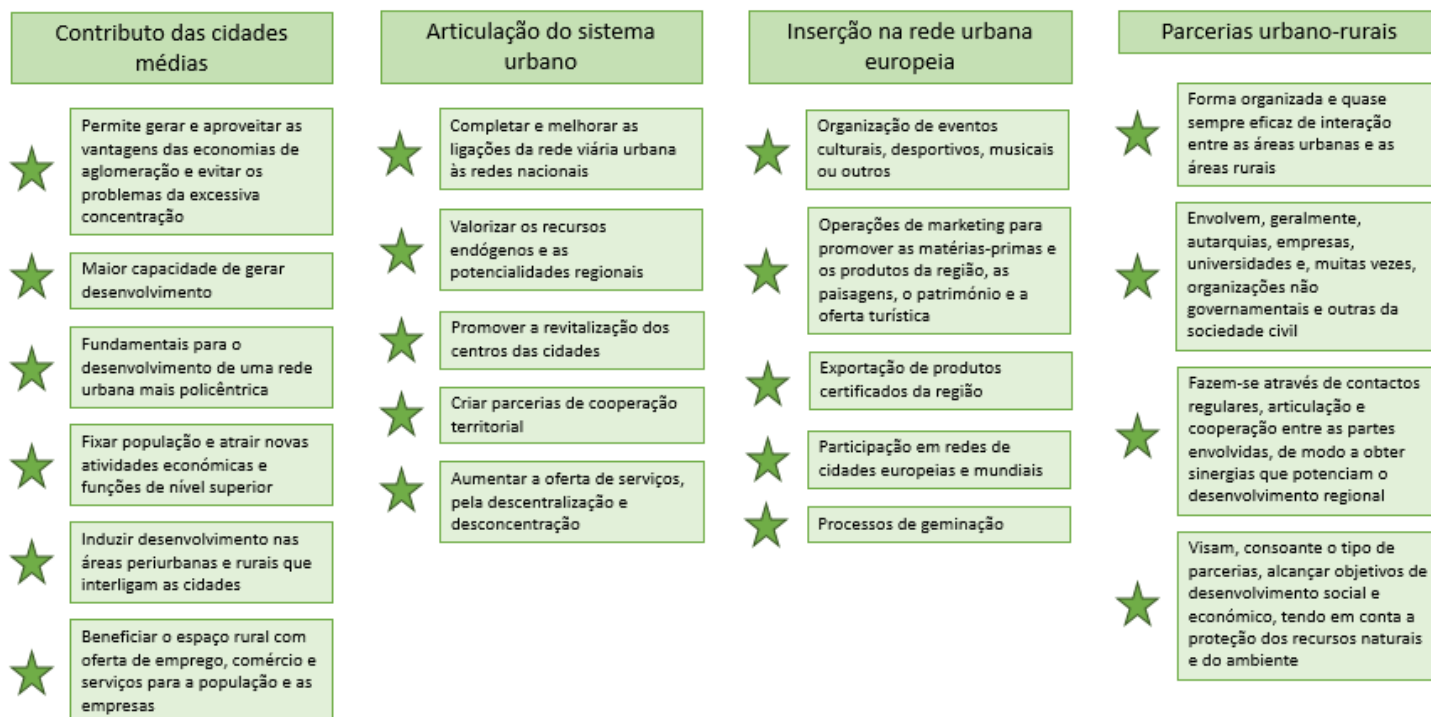 Contributo das cidades
médias
Permite gerar e aproveitar as
vantagens das economias de
aglomeração e evitar os
problemas da excessiva
concentração
Maior capacidade de gerar
desenvolvimento
Fundamentais para o
desenvolvimento de uma rede
urbana mais policêntrica
Fixar população e atrair novas
atividades económicas e
funções de nível superior
Induzir desenvolvimento nas
áreas periurbanas e rurais que
interligam as cidades
Beneficiar o espaço rural com
oferta de emprego, comércio e
serviços para a população e as
empresas
Articulação do sistema
urbano
Completar e melhorar as
ligações da rede viária urbana
às redes nacionais
Valorizar os recursos
endógenos e as
potencialidades regionais
Promover a revitalização dos
centros das cidades
Criar parcerias de cooperação
territorial
Aumentar a oferta de serviços,
pela descentralização e
desconcentração
Inserção na rede urbana
europeia
Organização de eventos
culturais, desportivos, musicais
ou outros
Operações de marketing para
promover as matérias-primas e
os produtos da região, as
paisagens, o património e a
oferta turística
Exportação de produtos
certificados da região
Participação em redes de
cidades europeias e mundiais
Processos de geminação
Parcerias urbano-rurais
Forma organizada e quase
sempre eficaz de interação
entre as áreas urbanas e as
áreas rurais
Envolvem, geralmente,
autarquias, empresas,
universidades e, muitas vezes,
organizações não
governamentais e outras da
sociedade civil
Fazem-se através de contactos
regulares, articulação e
cooperação entre as partes
envolvidas, de modo a obter
sinergias que potenciam o
desenvolvimento regional
Visam, consoante o tipo de
parcerias, alcançar objetivos de
desenvolvimento social e
económico, tendo em conta a
proteção dos recursos naturais
e do ambiente